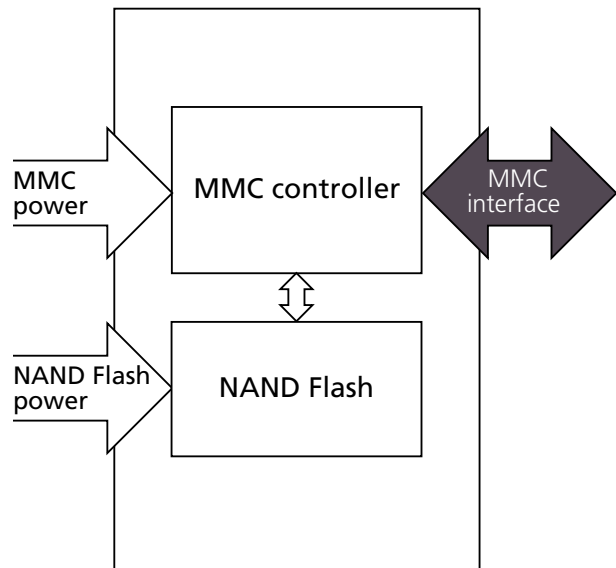 MMC
power
MMC controller
MMC
interface
NAND Flash
power
NAND Flash